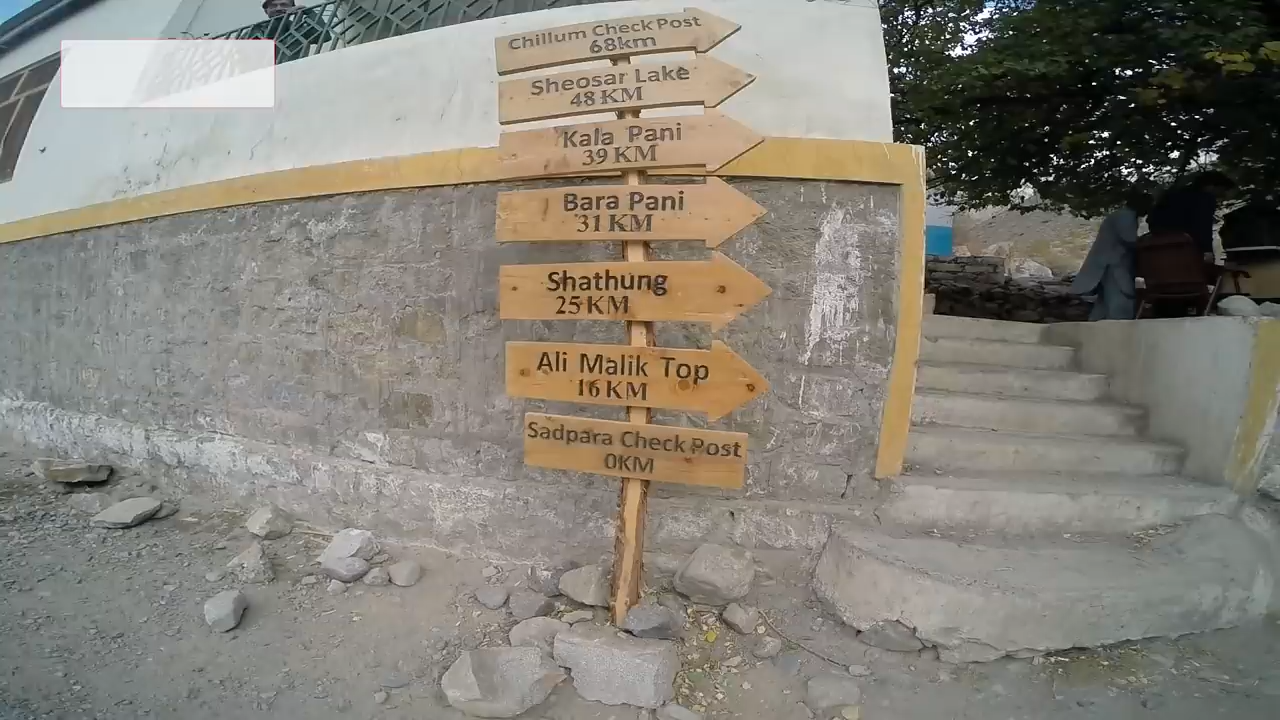 Chillum Check Post
68km
Sheosar Lake
48 KM
Kala Pani
39 KM
Bara Pani
31 KM
Shathung
25 KM
Ali Malik Top
16 KM
Sadpara Check Post
0KM